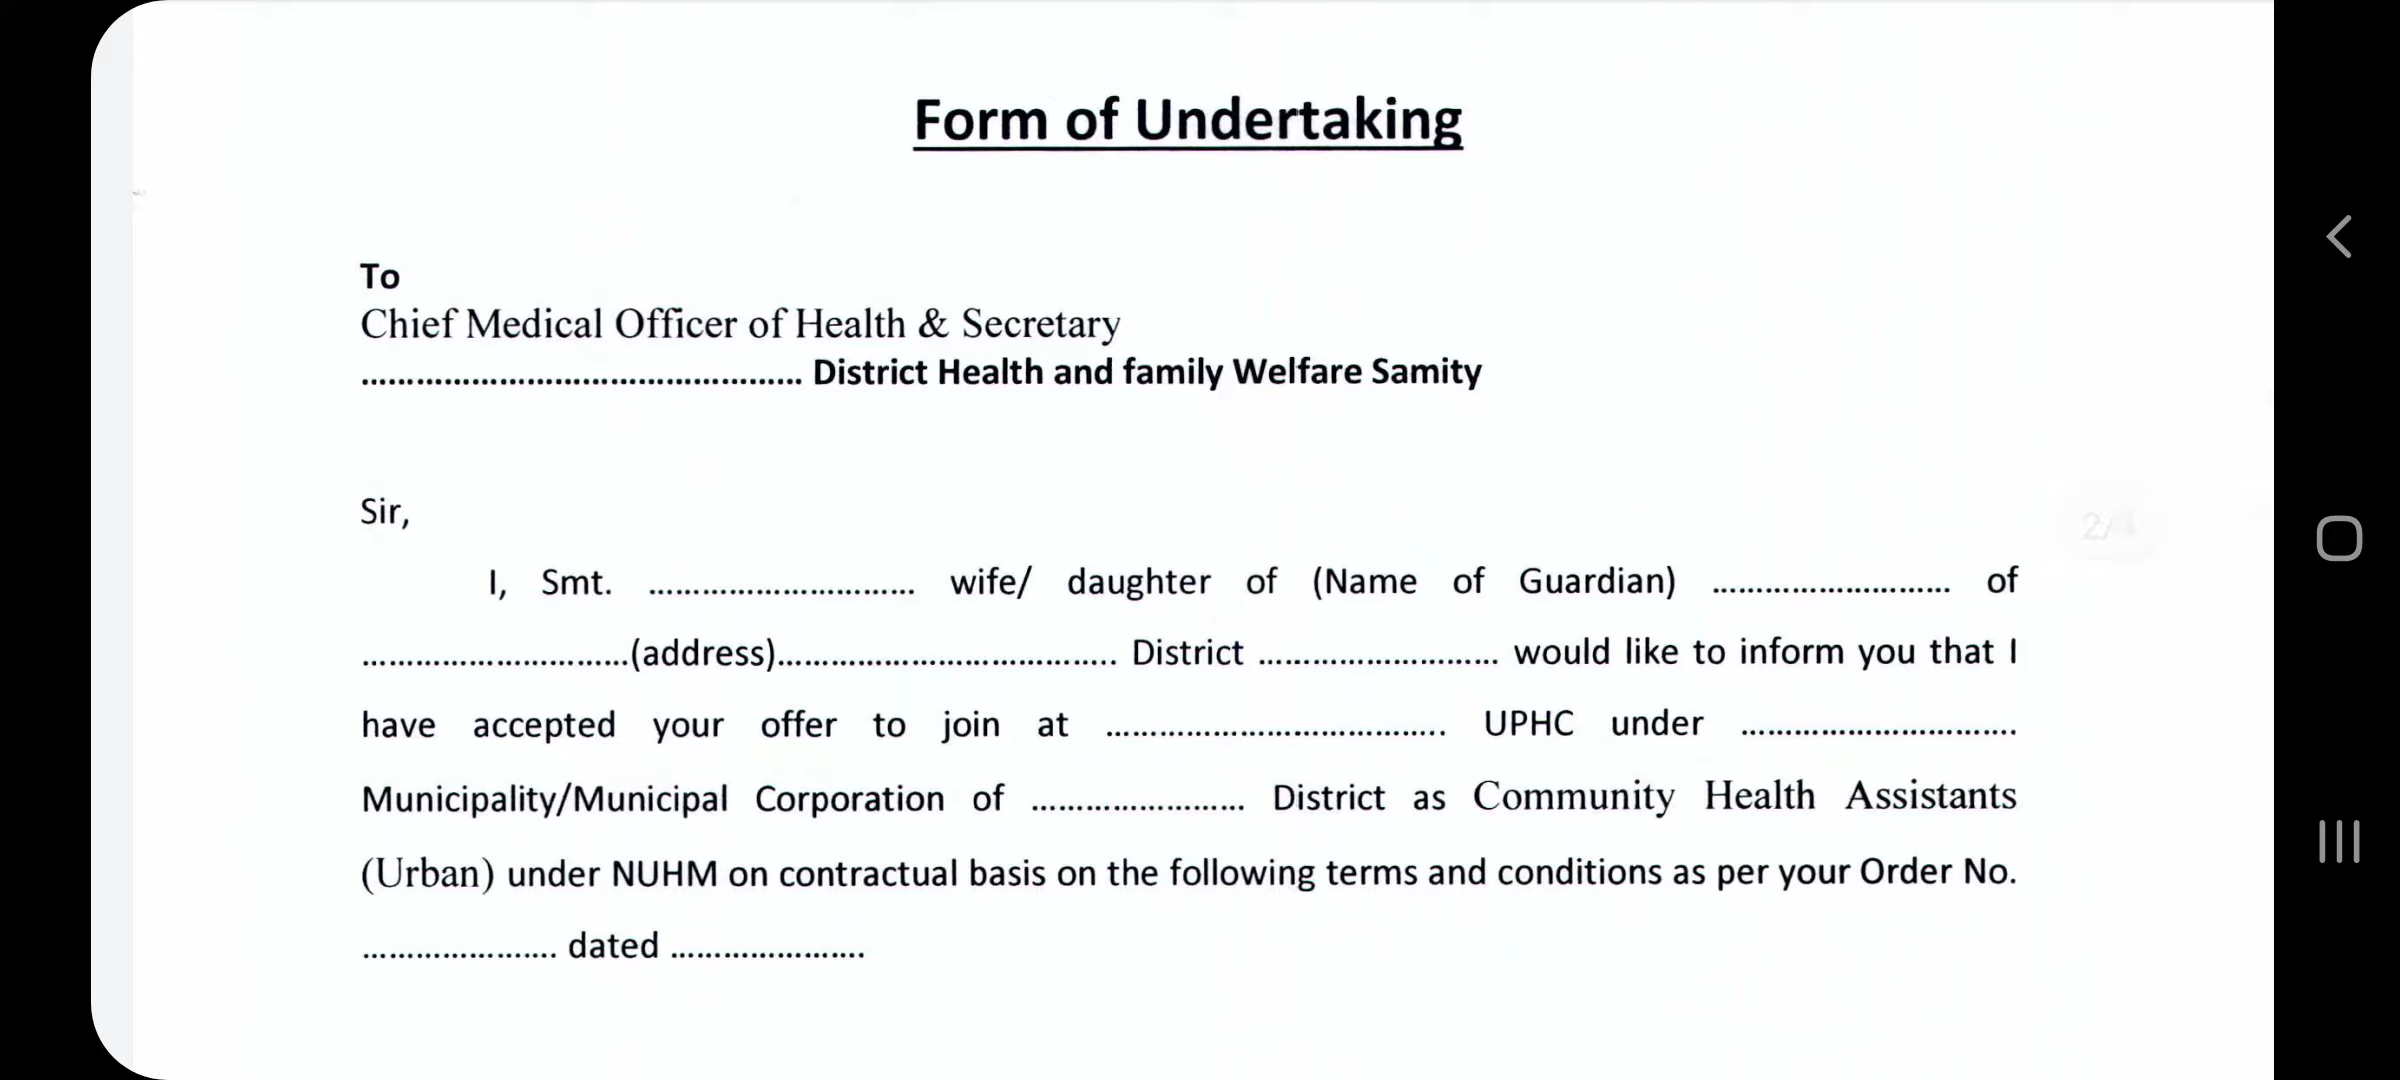 Form of Undertaking
To
Chief Medical Officer of Health & Secretary
................................................ District Health and family Welfare Samity
Sir,
I, Smt. .............................. wife/ daughter of (Name of Guardian) ........................... of
..............................(address)...................................... District ........................... would like to inform you that I
have accepted your offer to join at ...................................... UPHC under ...............................
Municipality/Municipal Corporation of ........................ District as Community Health Assistants
(Urban) under NUHM on contractual basis on the following terms and conditions as per your Order No.
...................... dated ......................